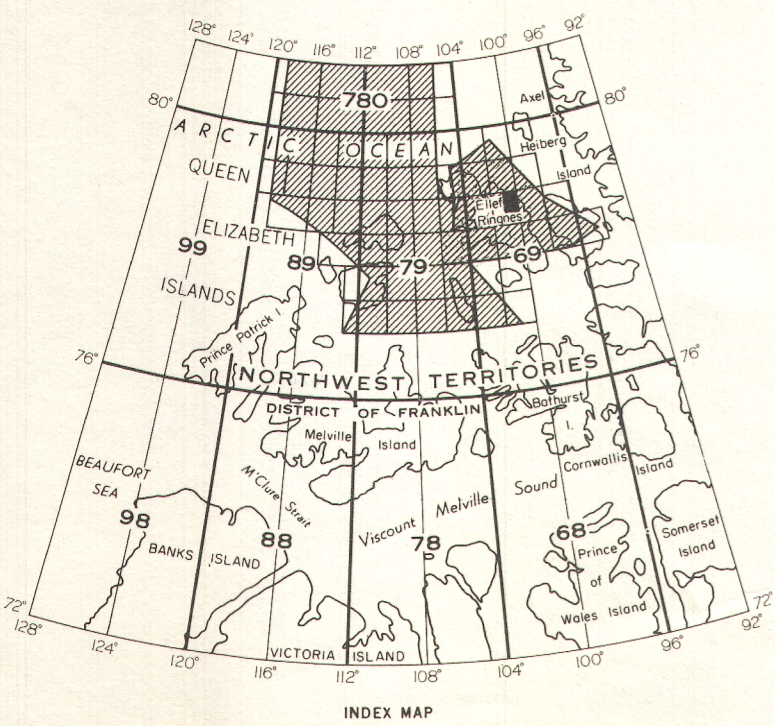 128° 124° 120° 116° 112° 108° 104° 100° 96° 92°
780
80° 80°
Axel
Heiberg
Island
ARCTIC OCEAN
QUEEN
Ellef
Ringnes
ELIZABETH
99
89
79
69
ISLANDS
Prince Patrick I.
76° 76°
NORTHWEST TERRITORIES
DISTRICT OF FRANKLIN
Bathurst
I.
Melville Island
Cornwallis Island
BEAUFORT
SEA
M'Clure Strait
Viscount Melville Sound
98
88
78
68
BANKS ISLAND
Prince
of
Wales Island
Somerset
Island
72° 72°
VICTORIA ISLAND
128° 124° 120° 116° 112° 108° 104° 100° 96° 92°
INDEX MAP